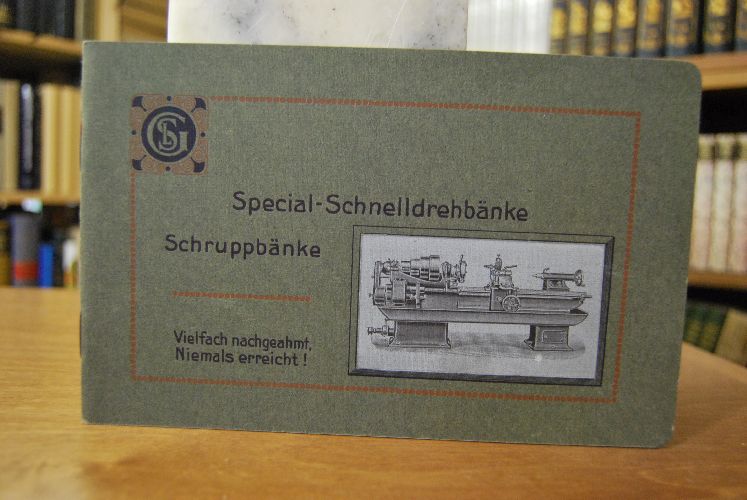 Special-Schnelldrehbänke
Schruppbänke
Vielfach nachgeahmt,
Niemals erreicht!